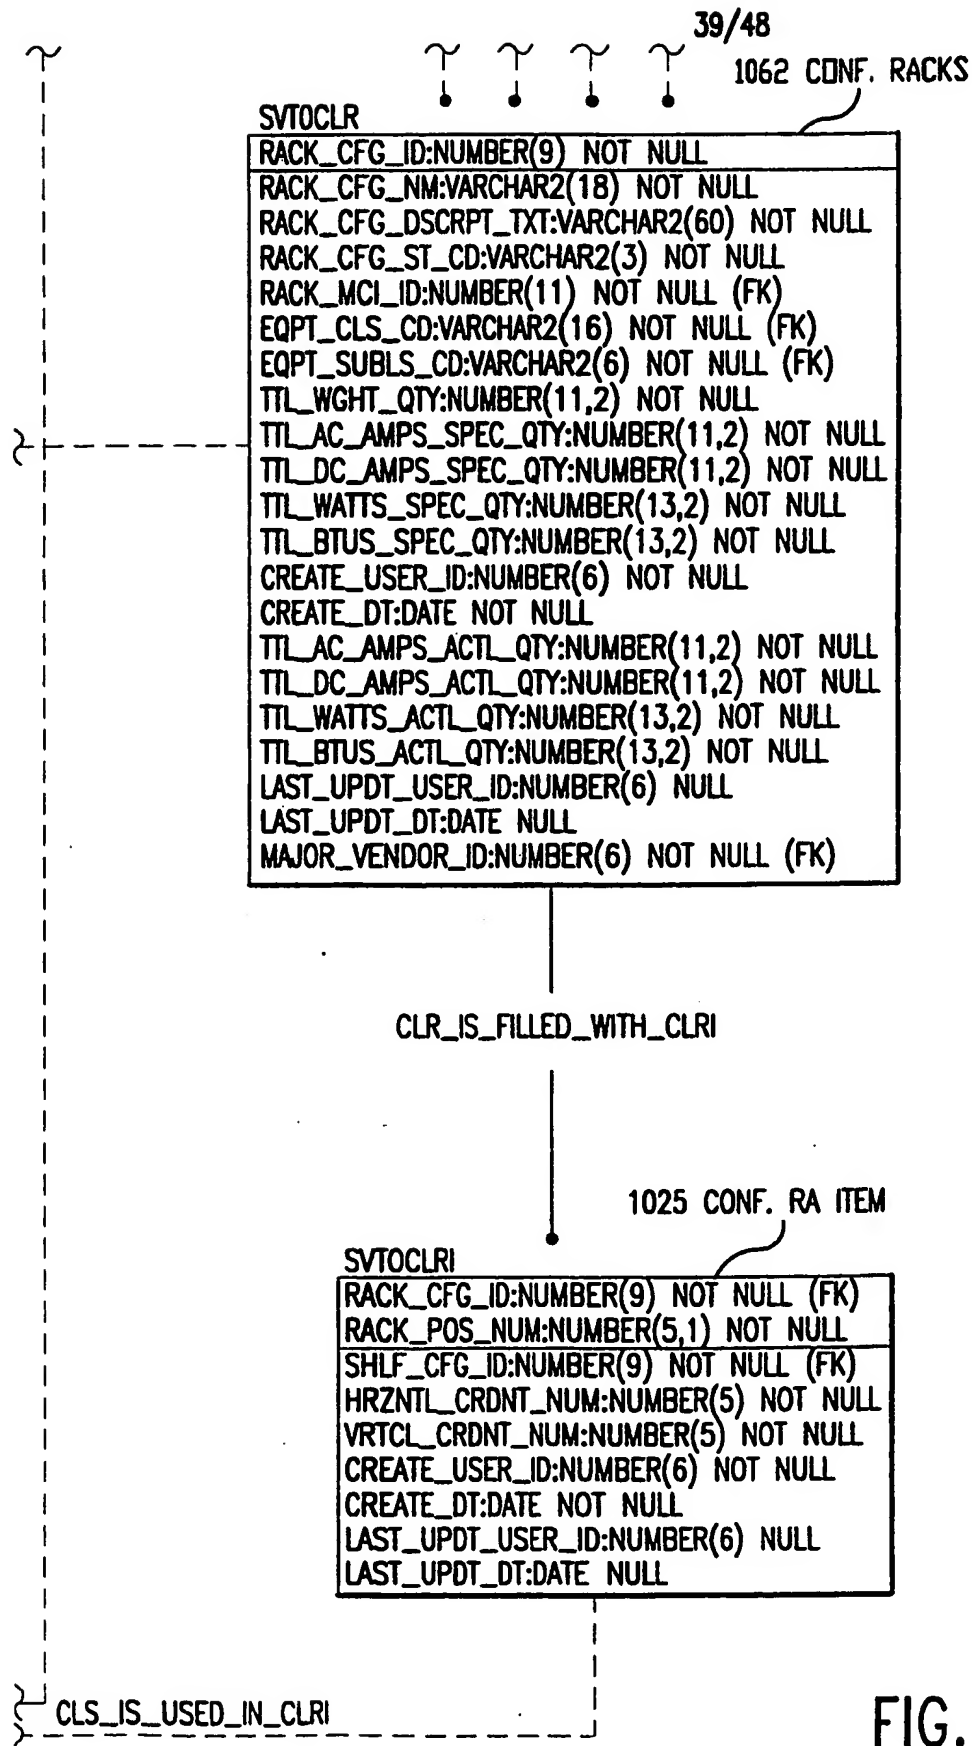 39/48
1062 CONF. RACKS
SVTOCLR
RACK_CFG_ID:NUMBER(9) NOT NULL
RACK_CFG_NM:VARCHAR2(18) NOT NULL
RACK_CFG_DSCRPT_TXT:VARCHAR2(60) NOT NULL
RACK_CFG_ST_CD:VARCHAR2(3) NOT NULL
RACK_MCI_ID:NUMBER(11) NOT NULL (FK)
EQPT_CLS_CD:VARCHAR2(16) NOT NULL (FK)
EQPT_SUBLS_CD:VARCHAR2(6) NOT NULL (FK)
TTL_WGHT_QTY:NUMBER(11,2) NOT NULL
TTL_AC_AMPS_SPEC_QTY:NUMBER(11,2) NOT NULL
TTL_DC_AMPS_SPEC_QTY:NUMBER(11,2) NOT NULL
TTL_WATTS_SPEC_QTY:NUMBER(13,2) NOT NULL
TTL_BTUS_SPEC_QTY:NUMBER(13,2) NOT NULL
CREATE_USER_ID:NUMBER(6) NOT NULL
CREATE_DT:DATE NOT NULL
TTL_AC_AMPS_ACTL_QTY:NUMBER(11,2) NOT NULL
TTL_DC_AMPS_ACTL_QTY:NUMBER(11,2) NOT NULL
TTL_WATTS_ACTL_QTY:NUMBER(13,2) NOT NULL
TTL_BTUS_ACTL_QTY:NUMBER(13,2) NOT NULL
LAST_UPDT_USER_ID:NUMBER(6) NULL
LAST_UPDT_DT:DATE NULL
MAJOR_VENDOR_ID:NUMBER(6) NOT NULL (FK)
CLR_IS_FILLED_WITH_CLRI
1025 CONF. RA ITEM
SVTOCLRI
RACK_CFG_ID:NUMBER(9) NOT NULL (FK)
RACK_POS_NUM:NUMBER(5,1) NOT NULL
SHLF_CFG_ID:NUMBER(9) NOT NULL (FK)
HRZNTL_CRDNT_NUM:NUMBER(5) NOT NULL
VRTCL_CRDNT_NUM:NUMBER(5) NOT NULL
CREATE_USER_ID:NUMBER(6) NOT NULL
CREATE_DT:DATE NOT NULL
LAST_UPDT_USER_ID:NUMBER(6) NULL
LAST_UPDT_DT:DATE NULL
CLS_IS_USED_IN_CLRI
FIG.